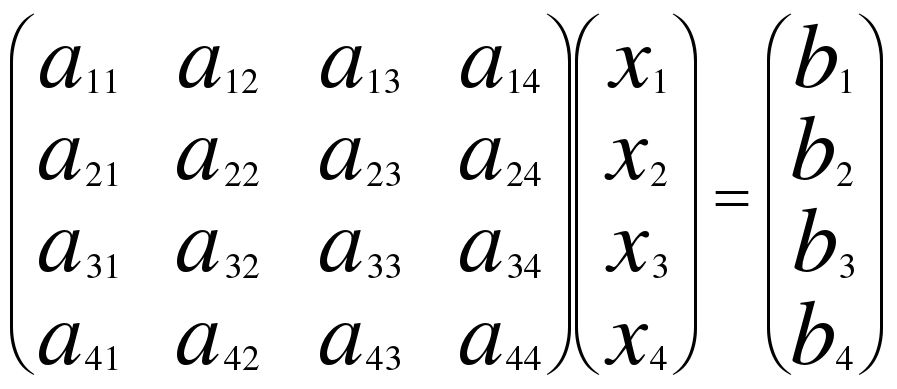 a₁₁ a₁₂ a₁₃ a₁₄ x₁ b₁
a₂₁ a₂₂ a₂₃ a₂₄ x₂ = b₂
a₃₁ a₃₂ a₃₃ a₃₄ x₃ b₃
a₄₁ a₄₂ a₄₃ a₄₄ x₄ b₄